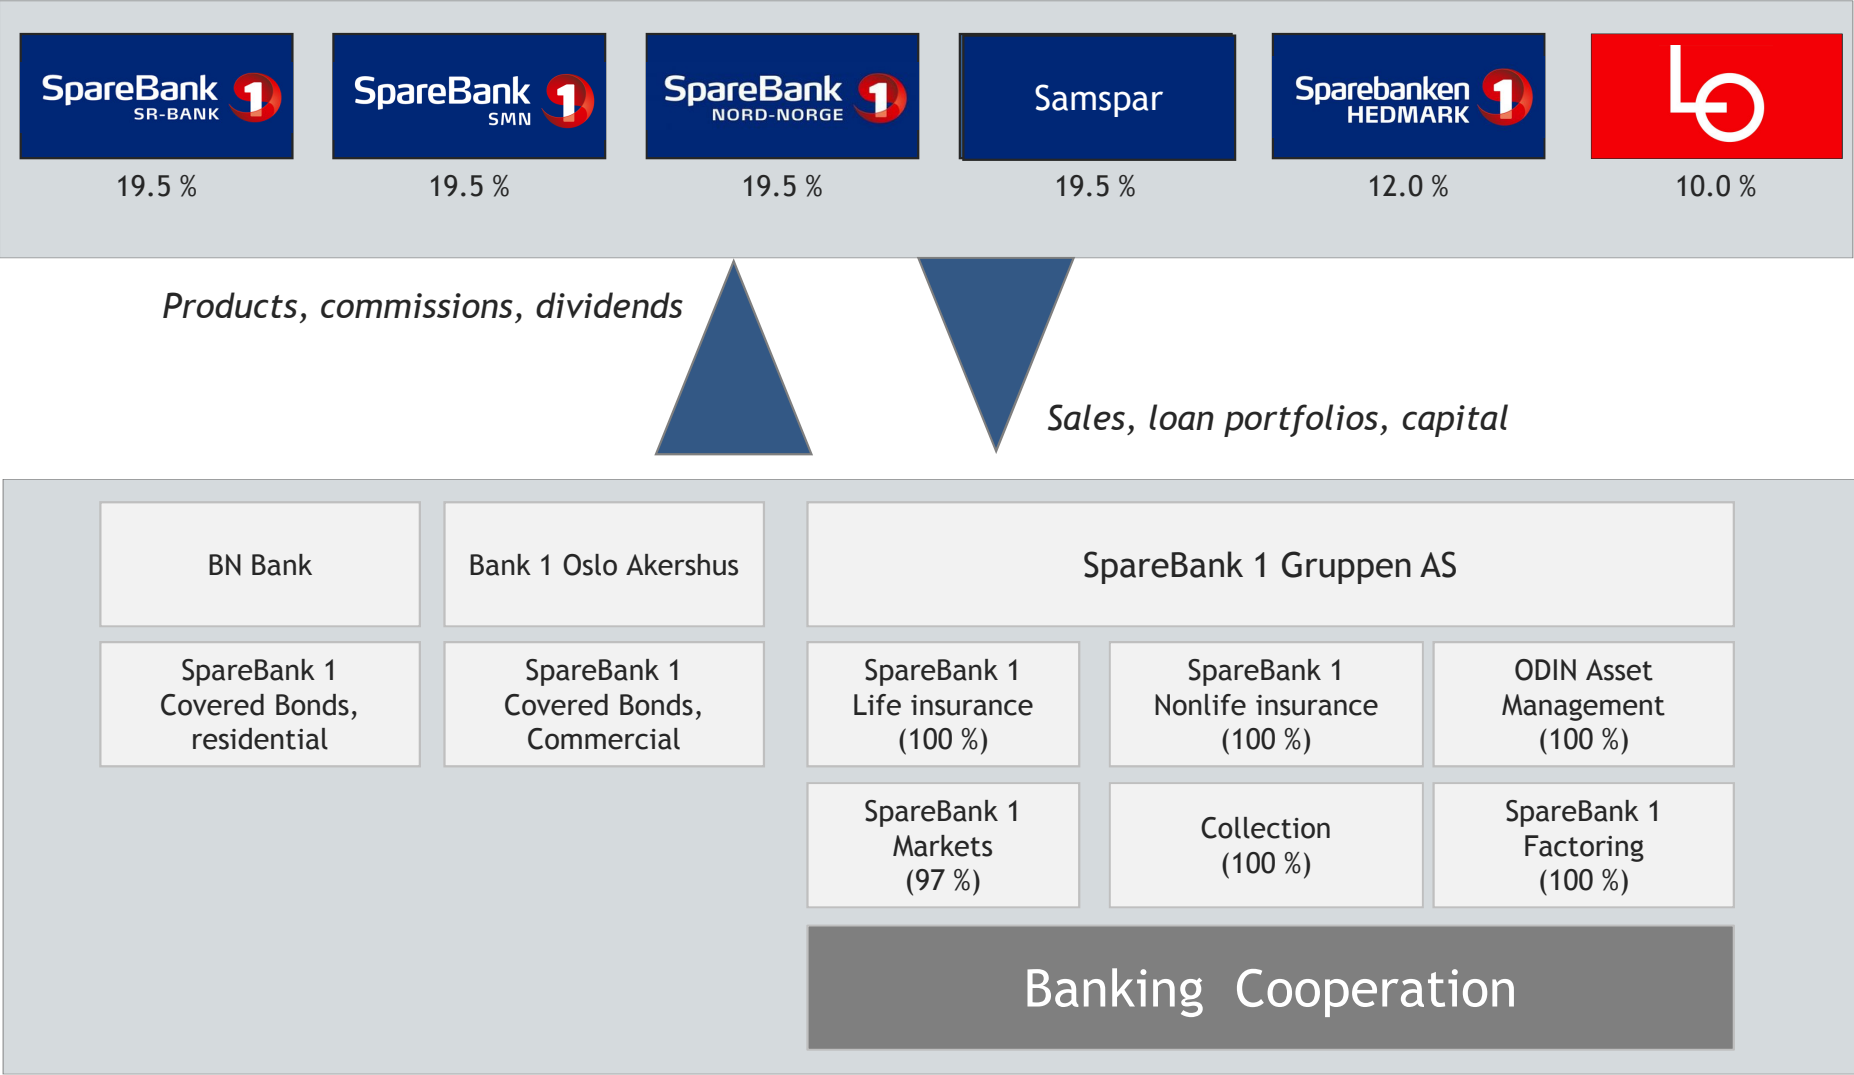 SpareBank 1
SR-BANK
SpareBank 1
SMN
SpareBank 1
NORD-NORGE
Samspar
Sparebanken 1
HEDMARK
LO
19.5 %
19.5 %
19.5 %
19.5 %
12.0 %
10.0 %
Products, commissions, dividends
Sales, loan portfolios, capital
BN Bank
Bank 1 Oslo Akershus
SpareBank 1 Gruppen AS
SpareBank 1
Covered Bonds,
residential
SpareBank 1
Covered Bonds,
Commercial
SpareBank 1
Life insurance
(100 %)
SpareBank 1
Nonlife insurance
(100 %)
ODIN Asset
Management
(100 %)
SpareBank 1
Markets
(97 %)
Collection
(100 %)
SpareBank 1
Factoring
(100 %)
Banking Cooperation